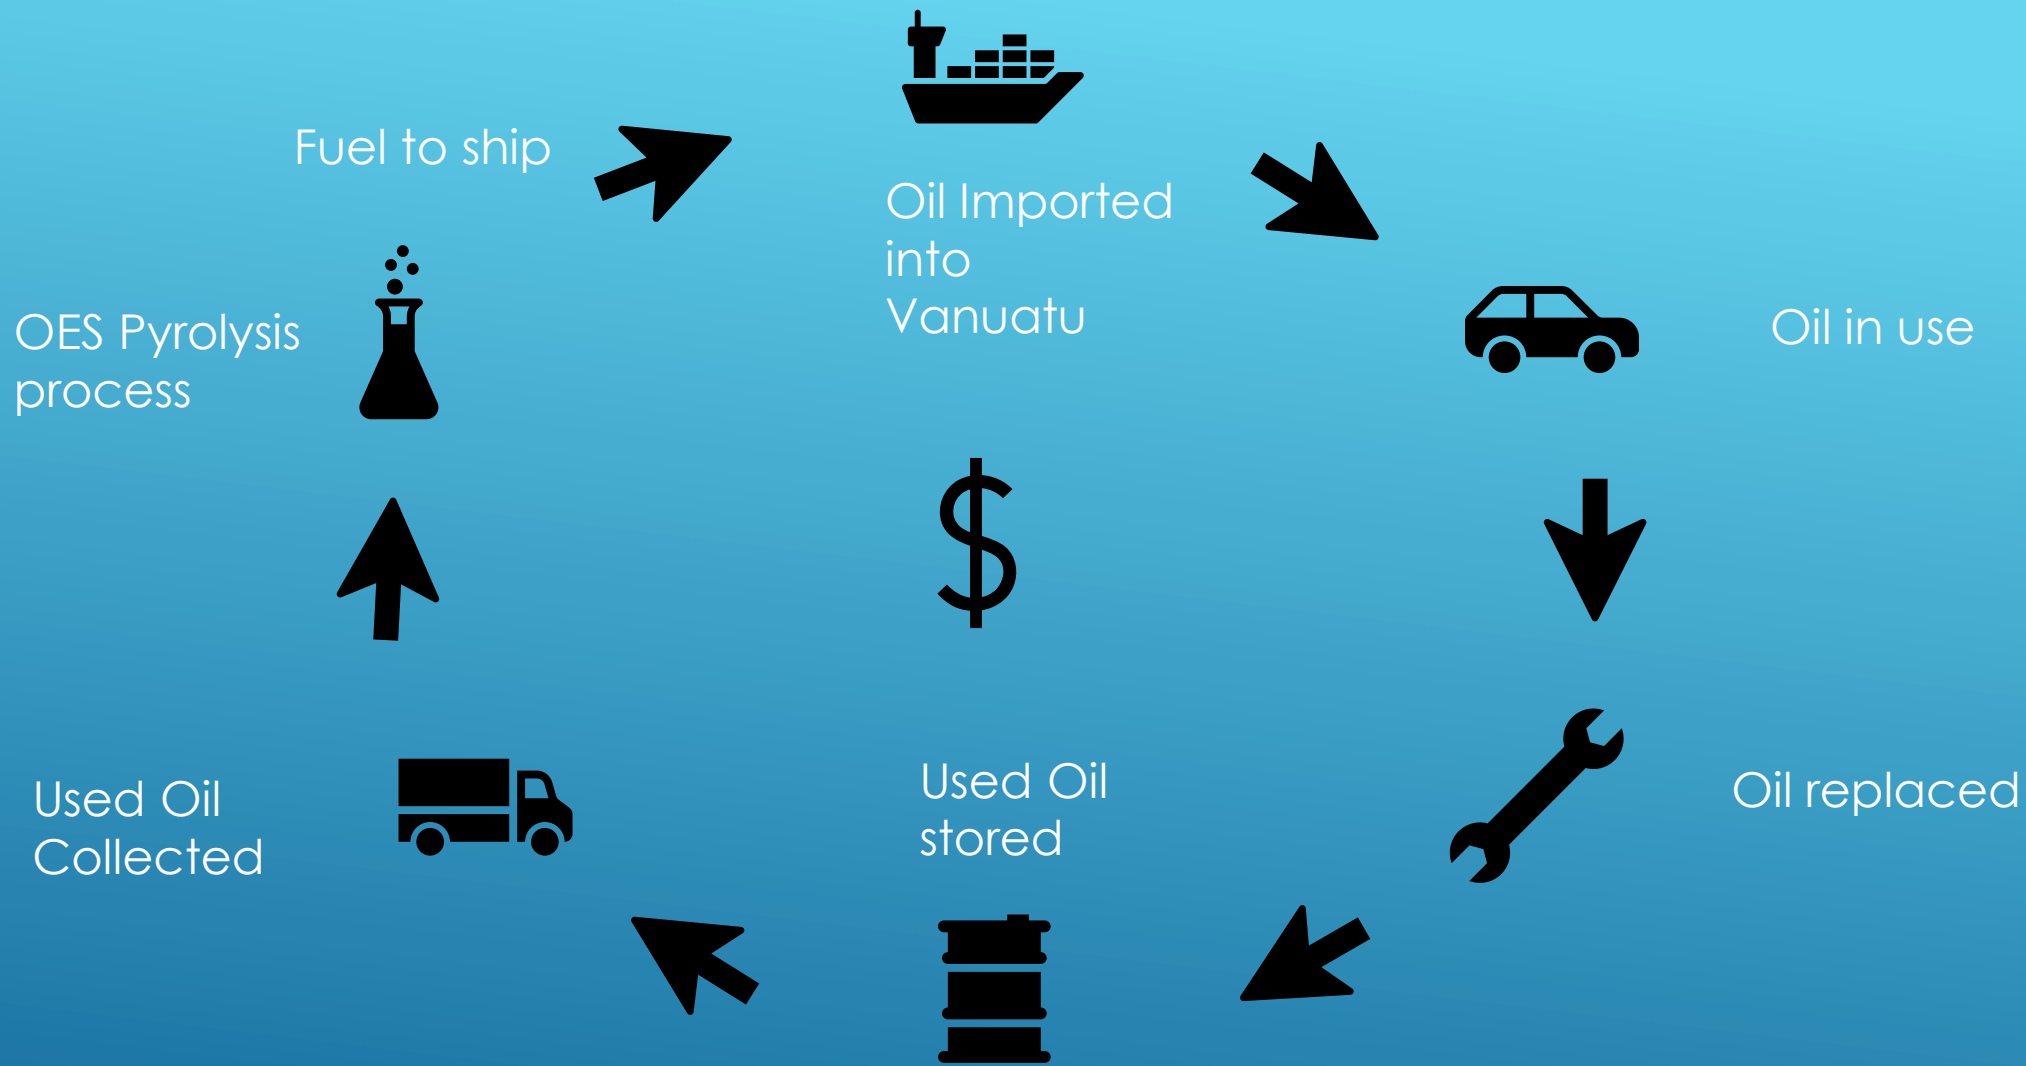 Fuel to ship
Oil Imported
into
Vanuatu
OES Pyrolysis
process
Oil in use
$
Used Oil
Collected
Used Oil
stored
Oil replaced